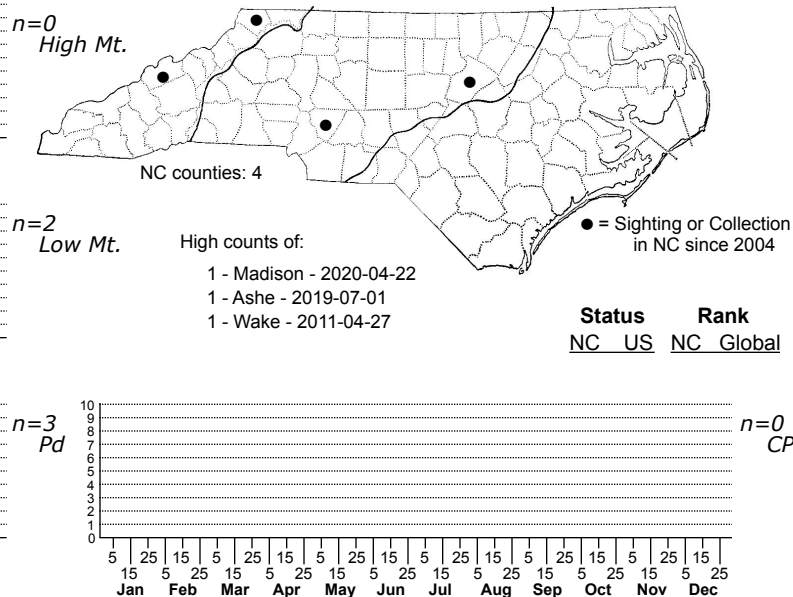 n=0
High Mt.
NC counties: 4
n=2
Low Mt.
High counts of:
1 - Madison - 2020-04-22
1 - Ashe - 2019-07-01
1 - Wake - 2011-04-27
● = Sighting or Collection
in NC since 2004
Status Rank
NC US NC Global
n=3
Pd
n=0
CP
10
9
8
7
6
5
4
3
2
1
0
5 25 15 5 25 15 5 25 15 5 25 15 5 25 15 5 25 15
15 5 25 15 5 25 15 5 25 15 5 25 15 5 25 15 5 25
Jan Feb Mar Apr May Jun Jul Aug Sep Oct Nov Dec